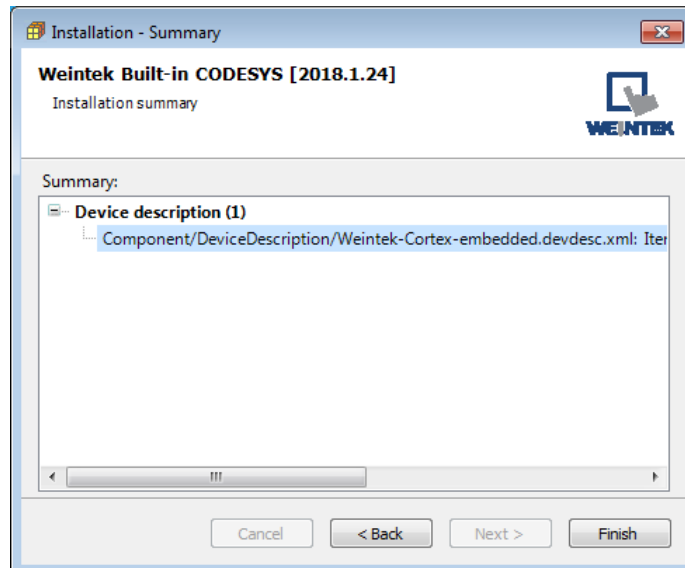 Installation - Summary
Weintek Built-in CODESYS [2018.1.24]
Installation summary
WEINTEK
Summary:
Device description (1)
Component/DeviceDescription/Weintek-Cortex-embedded.devdesc.xml: Iter
Cancel
< Back
Next >
Finish